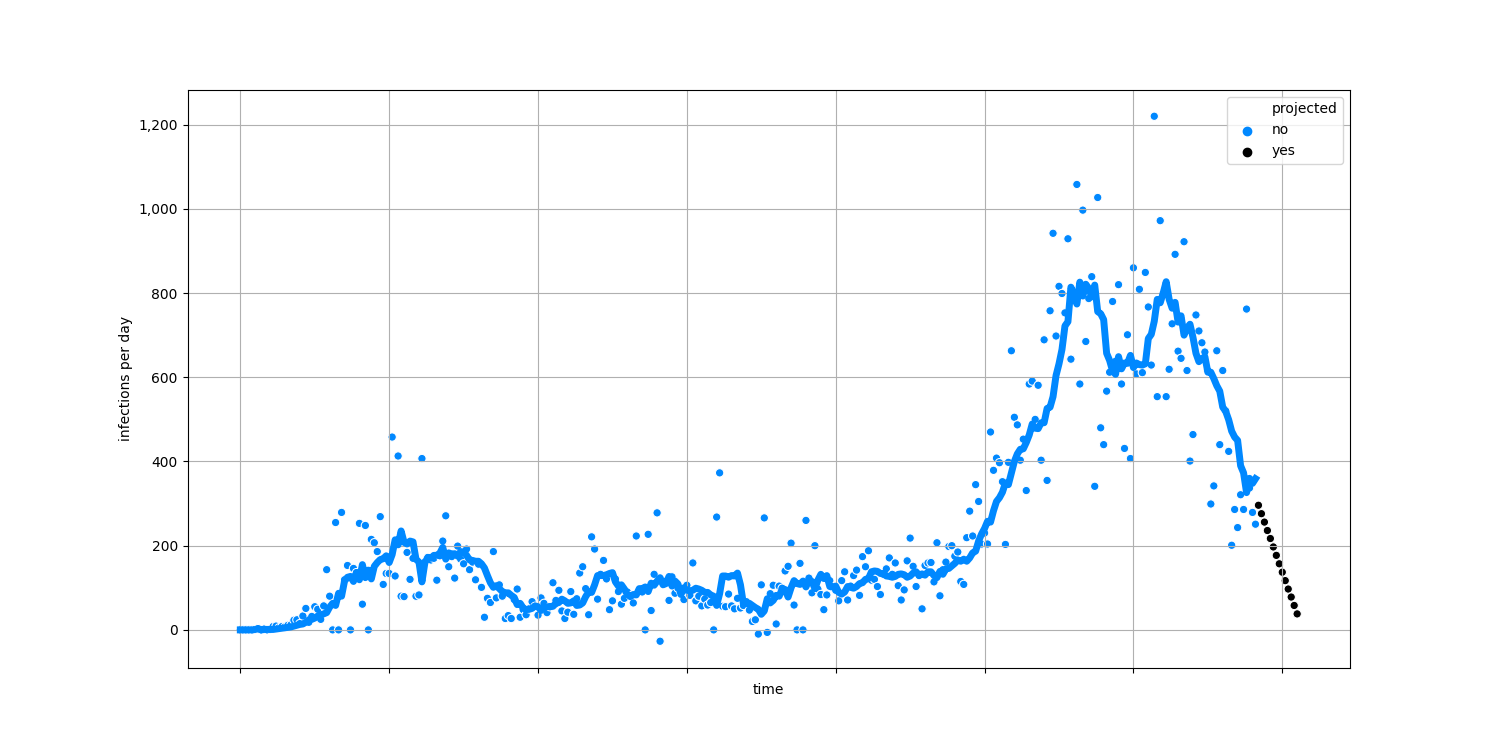 projected
no
yes
1,200
1,000
800
600
400
200
0
infections per day
time